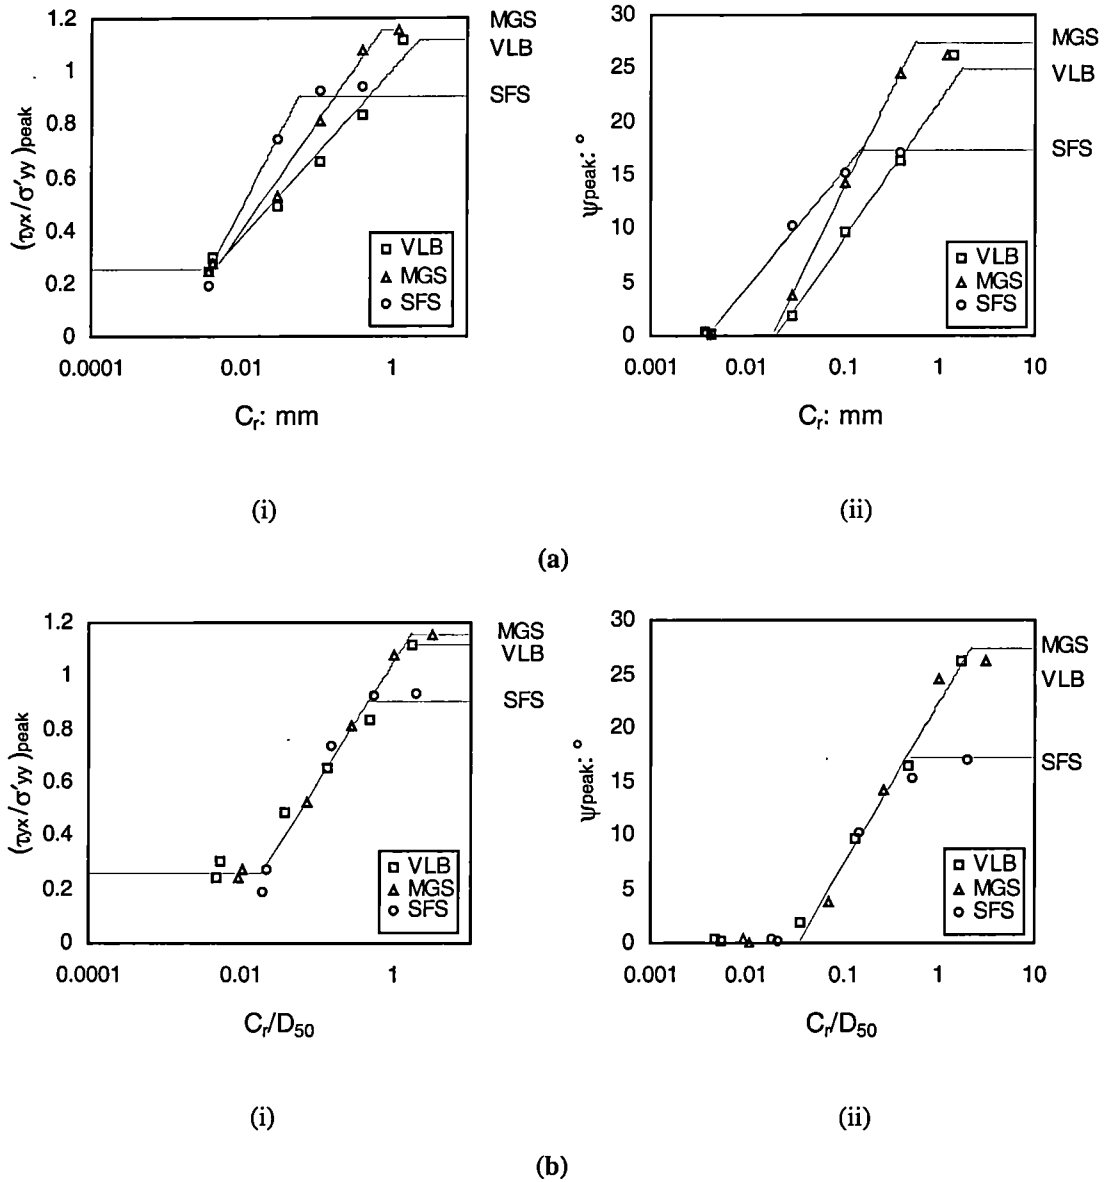 1.2
1
0.8
0.6
0.4
0.2
0
(τyx/σ'yy)peak
MGS
VLB
SFS
VLB
MGS
SFS
0.0001
0.01
1
Cr: mm
(i)
30
25
20
15
10
5
0
ψpeak: °
MGS
VLB
SFS
VLB
MGS
SFS
0.001
0.01
0.1
1
10
Cr: mm
(ii)
(a)
1.2
1
0.8
0.6
0.4
0.2
0
(τyx/σ'yy)peak
MGS
VLB
SFS
VLB
MGS
SFS
0.0001
0.01
1
Cr/D50
(i)
30
25
20
15
10
5
0
ψpeak: °
MGS
VLB
SFS
VLB
MGS
SFS
0.001
0.01
0.1
1
10
Cr/D50
(ii)
(b)